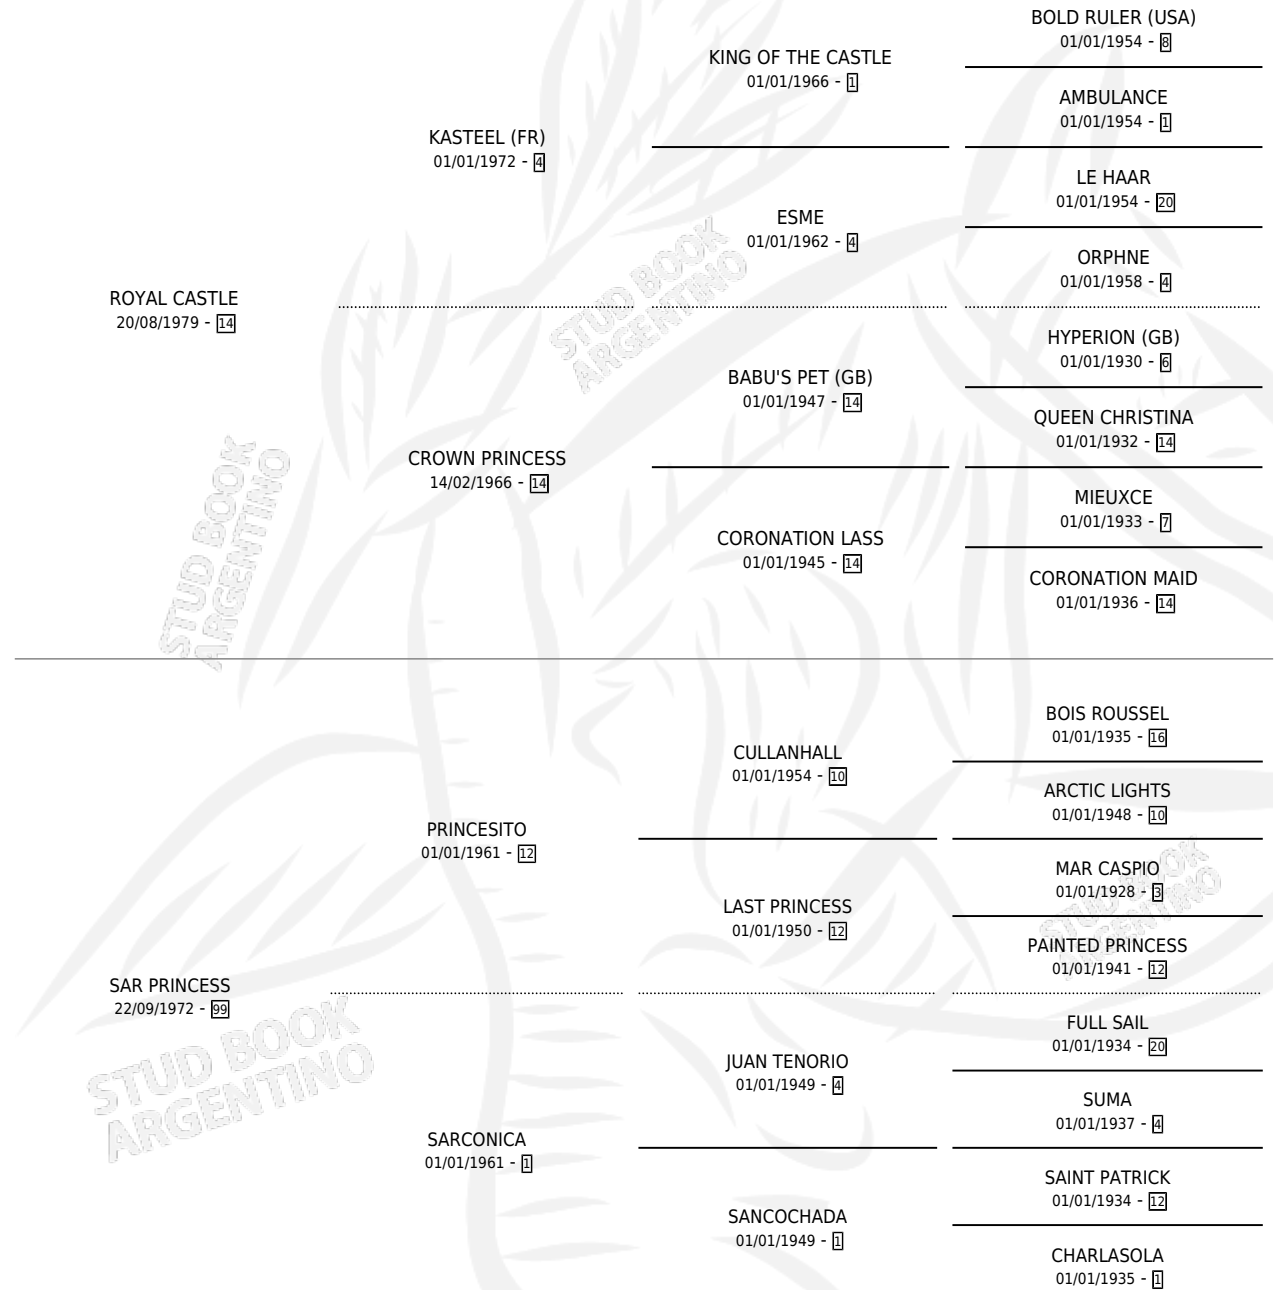 BOLD RULER (USA)
01/01/1954 - 8
KING OF THE CASTLE
01/01/1966 - 1
AMBULANCE
01/01/1954 - 1
KASTEEL (FR)
01/01/1972 - 4
LE HAAR
01/01/1954 - 20
ESME
01/01/1962 - 4
ORPHNE
01/01/1958 - 4
ROYAL CASTLE
20/08/1979 - 14
HYPERION (GB)
01/01/1930 - 6
BABU'S PET (GB)
01/01/1947 - 14
QUEEN CHRISTINA
01/01/1932 - 14
CROWN PRINCESS
14/02/1966 - 14
MIEUXCE
01/01/1933 - 7
CORONATION LASS
01/01/1945 - 14
CORONATION MAID
01/01/1936 - 14
BOIS ROUSSEL
01/01/1935 - 16
CULLANHALL
01/01/1954 - 10
ARCTIC LIGHTS
01/01/1948 - 10
PRINCESITO
01/01/1961 - 12
MAR CASPIO
01/01/1928 - 3
LAST PRINCESS
01/01/1950 - 12
PAINTED PRINCESS
01/01/1941 - 12
SAR PRINCESS
22/09/1972 - 99
FULL SAIL
01/01/1934 - 20
JUAN TENORIO
01/01/1949 - 4
SUMA
01/01/1937 - 4
SARCONICA
01/01/1961 - 1
SAINT PATRICK
01/01/1934 - 12
SANCOCHADA
01/01/1949 - 1
CHARLASOLA
01/01/1935 - 1
STUD BOOK
ARGENTINO
STUD BOOK
ARGENTINO
STUD BOOK
ARGENTINO
STUD BOOK
ARGENTINO